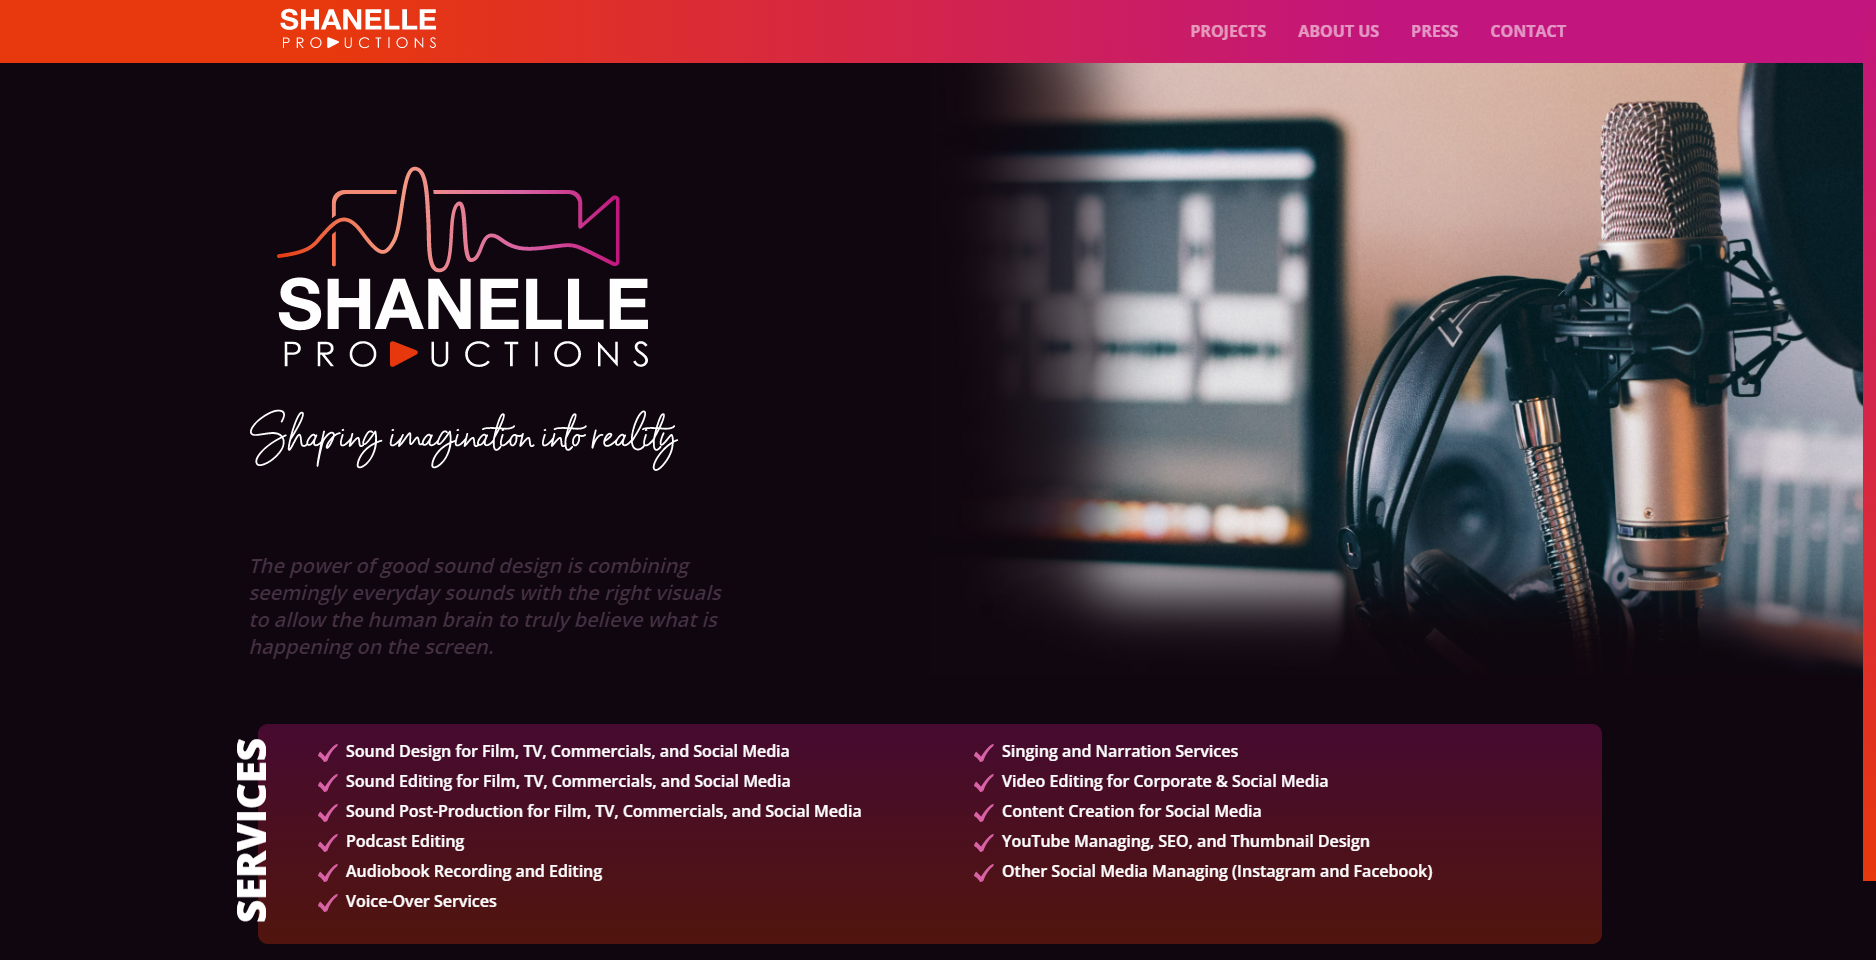 SHANELLE
PRODUCTIONS
PROJECTS ABOUT US PRESS CONTACT
SHANELLE
PRODUCTIONS
Shaping imagination into reality
The power of good sound design is combining
seemingly everyday sounds with the right visuals
to allow the human brain to truly believe what is
happening on the screen.
SERVICES
Sound Design for Film, TV, Commercials, and Social Media
Sound Editing for Film, TV, Commercials, and Social Media
Sound Post-Production for Film, TV, Commercials, and Social Media
Podcast Editing
Audiobook Recording and Editing
Voice-Over Services
Singing and Narration Services
Video Editing for Corporate & Social Media
Content Creation for Social Media
YouTube Managing, SEO, and Thumbnail Design
Other Social Media Managing (Instagram and Facebook)
L